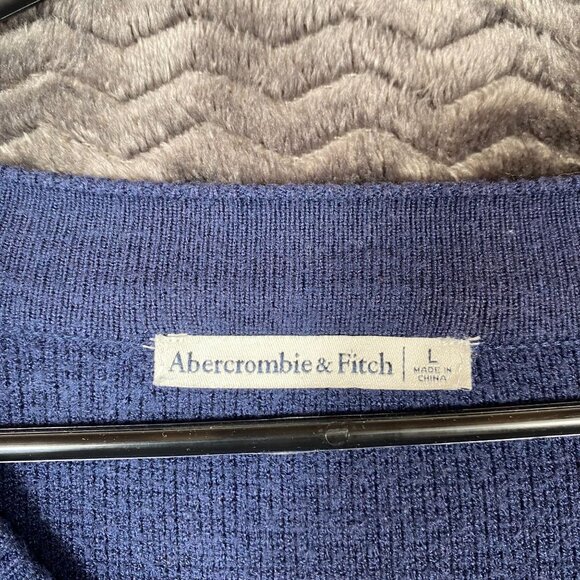 Abercrombie & Fitch
L
MADE IN
CHINA